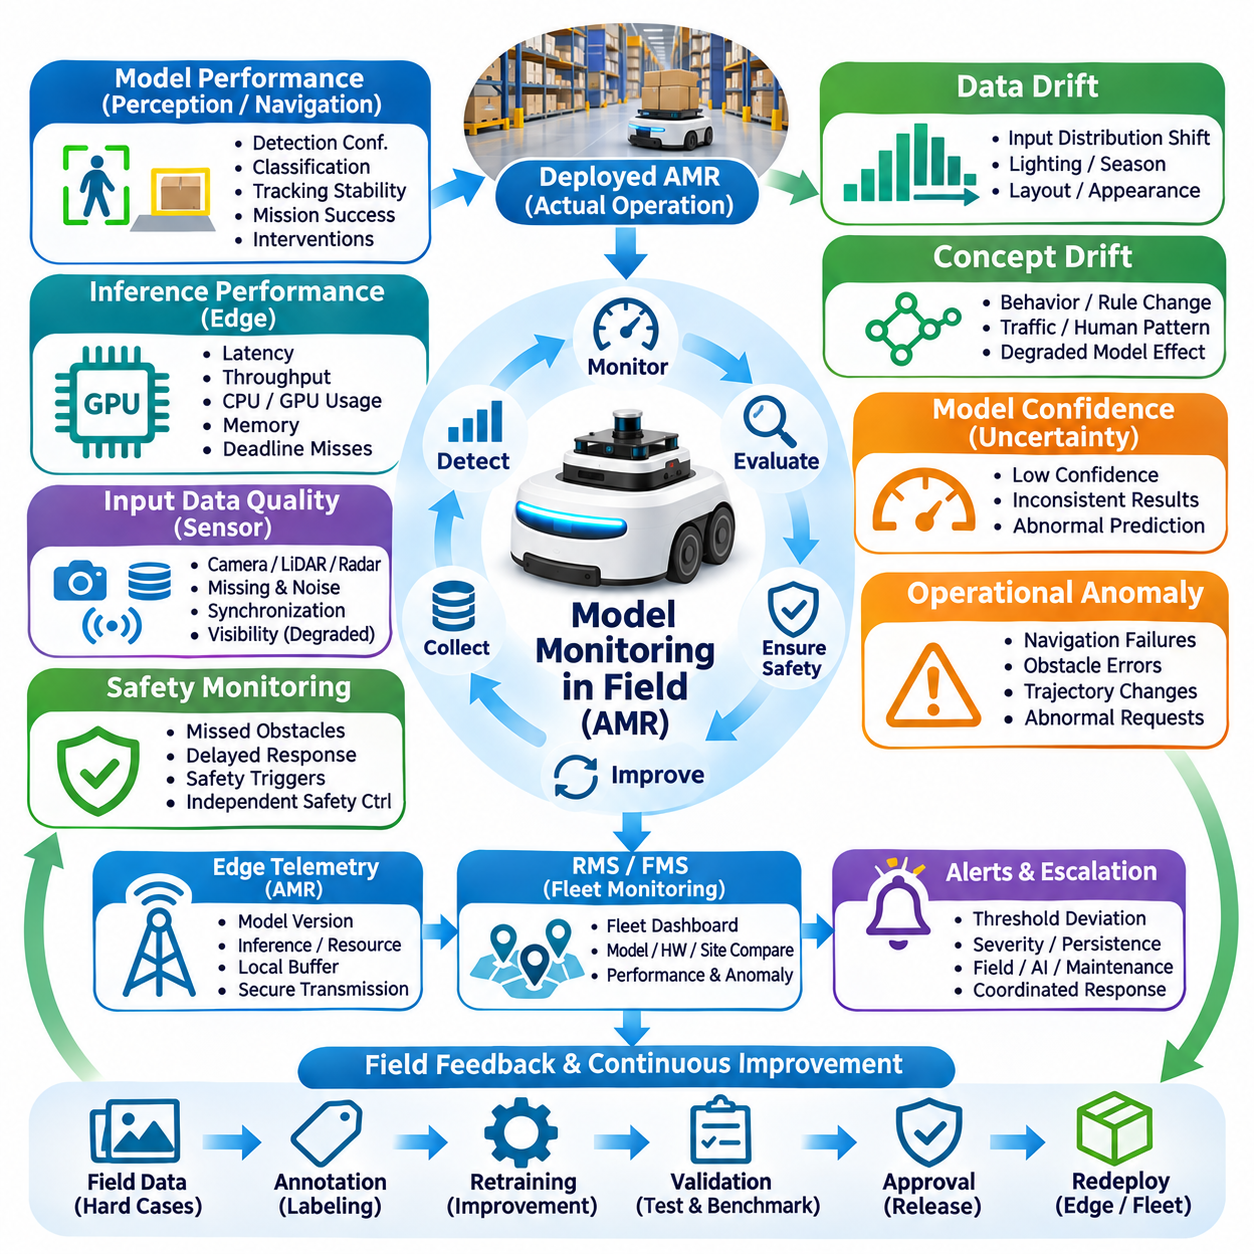 Model Performance
(Perception / Navigation)
• Detection Conf.
• Classification
• Tracking Stability
• Mission Success
• Interventions
Deployed AMR
(Actual Operation)
Data Drift
• Input Distribution Shift
• Lighting / Season
• Layout / Appearance
Inference Performance
(Edge)
GPU
• Latency
• Throughput
• CPU / GPU Usage
• Memory
• Deadline Misses
Concept Drift
• Behavior / Rule Change
• Traffic / Human Pattern
• Degraded Model Effect
Input Data Quality
(Sensor)
• Camera / LiDAR / Radar
• Missing & Noise
• Synchronization
• Visibility (Degraded)
Model Confidence
(Uncertainty)
• Low Confidence
• Inconsistent Results
• Abnormal Prediction
Safety Monitoring
• Missed Obstacles
• Delayed Response
• Safety Triggers
• Independent Safety Ctrl
Operational Anomaly
• Navigation Failures
• Obstacle Errors
• Trajectory Changes
• Abnormal Requests
Monitor
Evaluate
Ensure
Safety
Improve
Collect
Detect
Model
Monitoring
in Field
(AMR)
Edge Telemetry
(AMR)
• Model Version
• Inference / Resource
• Local Buffer
• Secure Transmission
RMS / FMS
(Fleet Monitoring)
• Fleet Dashboard
• Model / HW / Site Compare
• Performance & Anomaly
Alerts & Escalation
• Threshold Deviation
• Severity / Persistence
• Field / AI / Maintenance
• Coordinated Response
Field Feedback & Continuous Improvement
Field Data
(Hard Cases)
Annotation
(Labeling)
Retraining
(Improvement)
Validation
(Test & Benchmark)
Approval
(Release)
Redeploy
(Edge / Fleet)